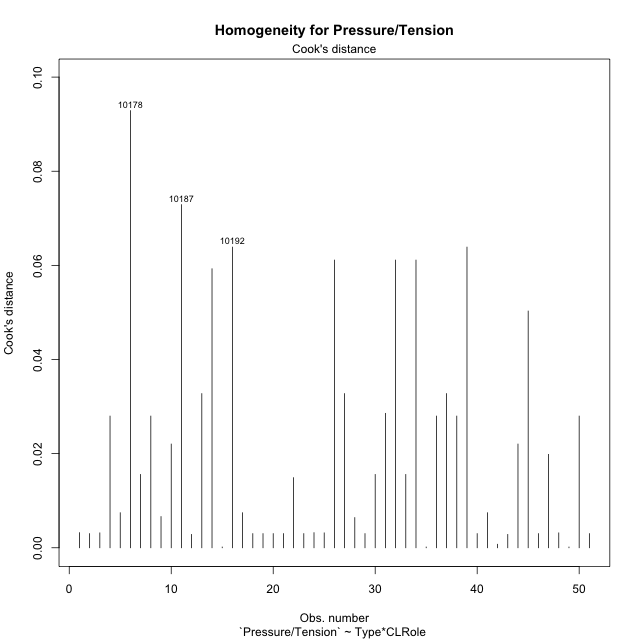 Homogeneity for Pressure/Tension
Cook's distance
0.10
10178
0.08
10187
10192
0.06
Cook's distance
0.04
0.02
0.00
0 10 20 30 40 50
Obs. number
`Pressure/Tension` ~ Type*CLRole